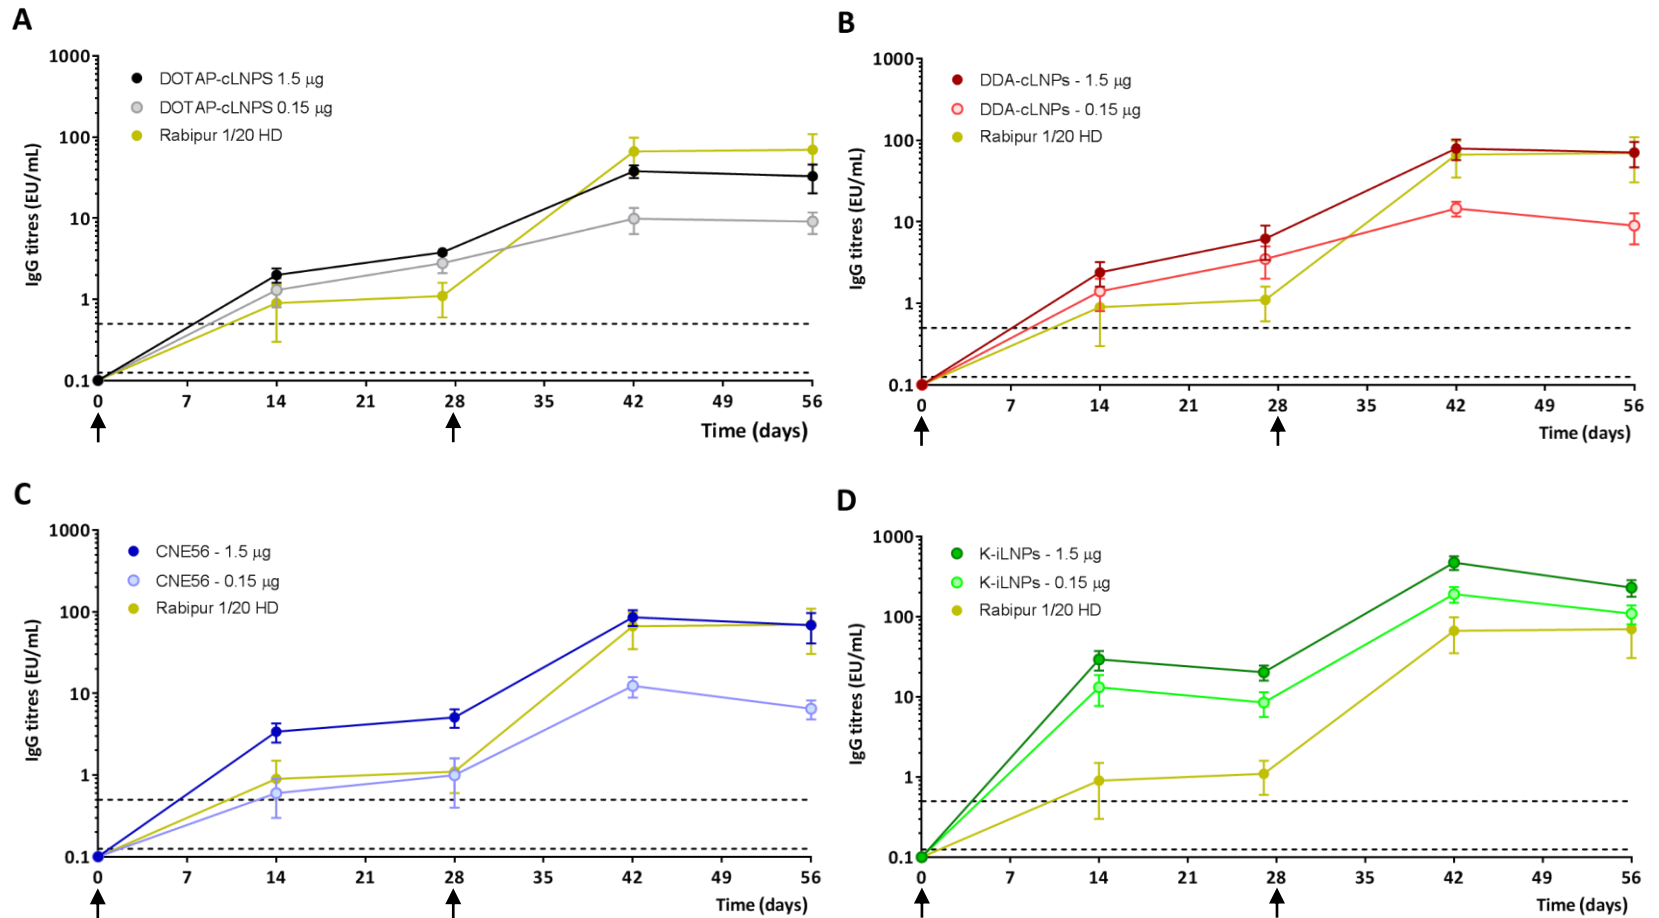 A
1000
100
10
1
0.1
IgG titres (EU/mL)
DOTAP-cLNPS 1.5 µg
DOTAP-cLNPS 0.15 µg
Rabipur 1/20 HD
0 7 14 21 28 35 42 49 56
Time (days)
B
1000
100
10
1
0.1
IgG titres (EU/mL)
DDA-cLNPs - 1.5 µg
DDA-cLNPs - 0.15 µg
Rabipur 1/20 HD
0 7 14 21 28 35 42 49 56
Time (days)
C
1000
100
10
1
0.1
IgG titres (EU/mL)
CNE56 - 1.5 µg
CNE56 - 0.15 µg
Rabipur 1/20 HD
0 7 14 21 28 35 42 49 56
Time (days)
D
1000
100
10
1
0.1
IgG titres (EU/mL)
K-iLNPs - 1.5 µg
K-iLNPs - 0.15 µg
Rabipur 1/20 HD
0 7 14 21 28 35 42 49 56
Time (days)